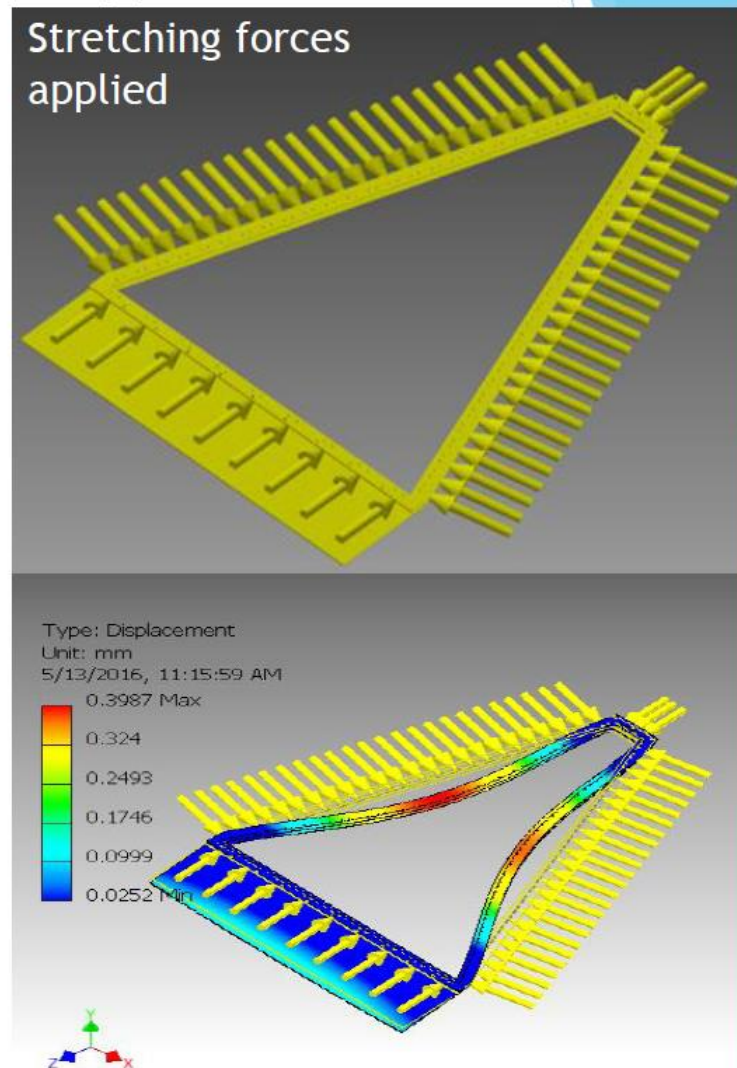 Stretching forces
applied
Type: Displacement
Unit: mm
5/13/2016, 11:15:59 AM
0.3987 Max
0.324
0.2493
0.1746
0.0999
0.0252 Min
Y
Z
X